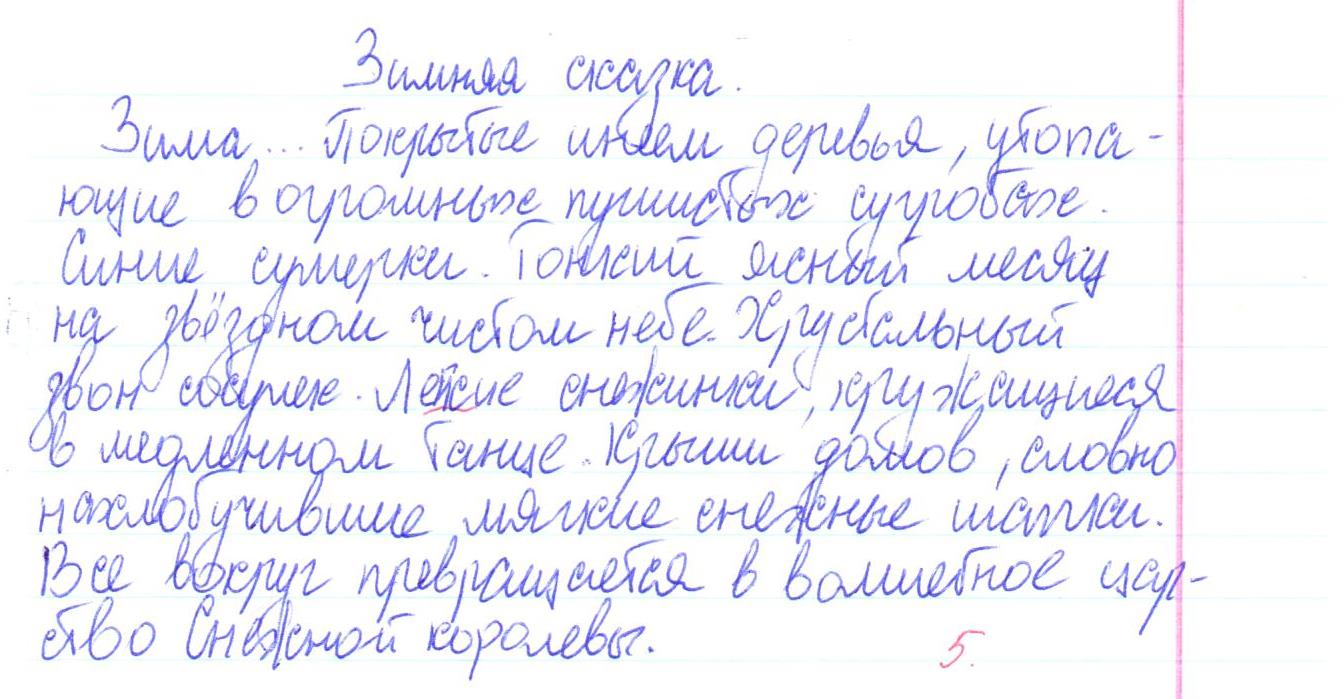 Зимняя сказка.
Зима... Покрытые инеем деревья, утопа-
ющие в огромных пушистых сугробах.
Синие сумерки. Тонкий ясный месяц
на звёздном чистом небе. Хрустальный
звон сосулек. Легкие снежинки, кружащиеся
в медленном танце. Крыши домов, словно
нахлобучившие мягкие снежные шапки.
Все вокруг превращается в волшебное цар-
ство Снежной королевы.
5.